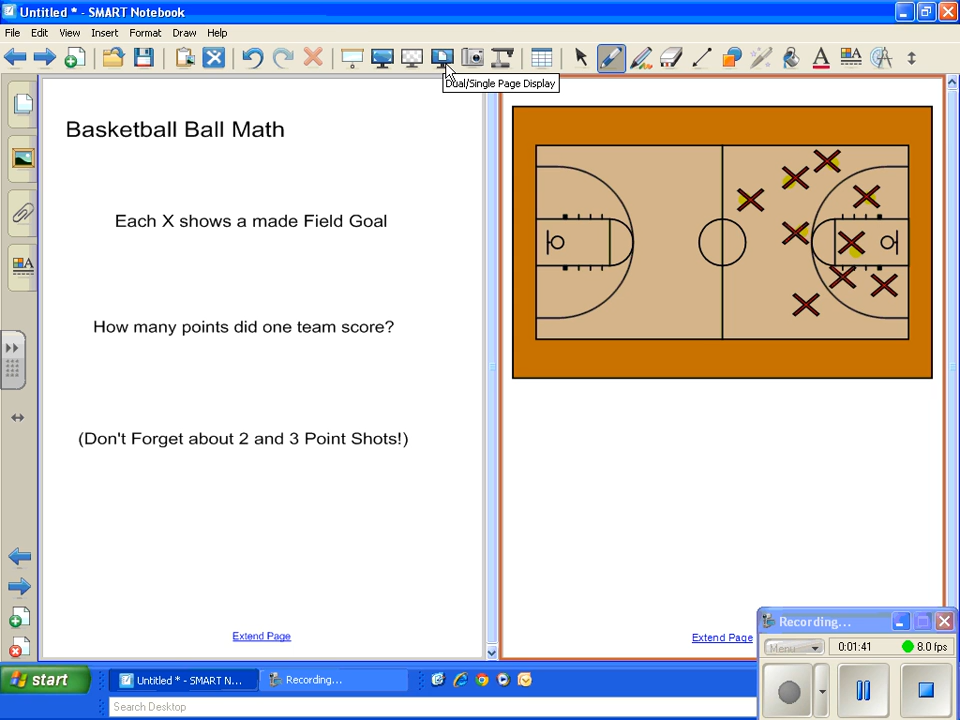 Untitled * - SMART Notebook
File Edit View Insert Format Draw Help
Dual/Single Page Display
Basketball Ball Math
Each X shows a made Field Goal
How many points did one team score?
(Don't Forget about 2 and 3 Point Shots!)
Extend Page
Extend Page
Recording...
Menu
0:01:41
8.0 fps
start
Untitled * - SMART N...
Recording...
Search Desktop